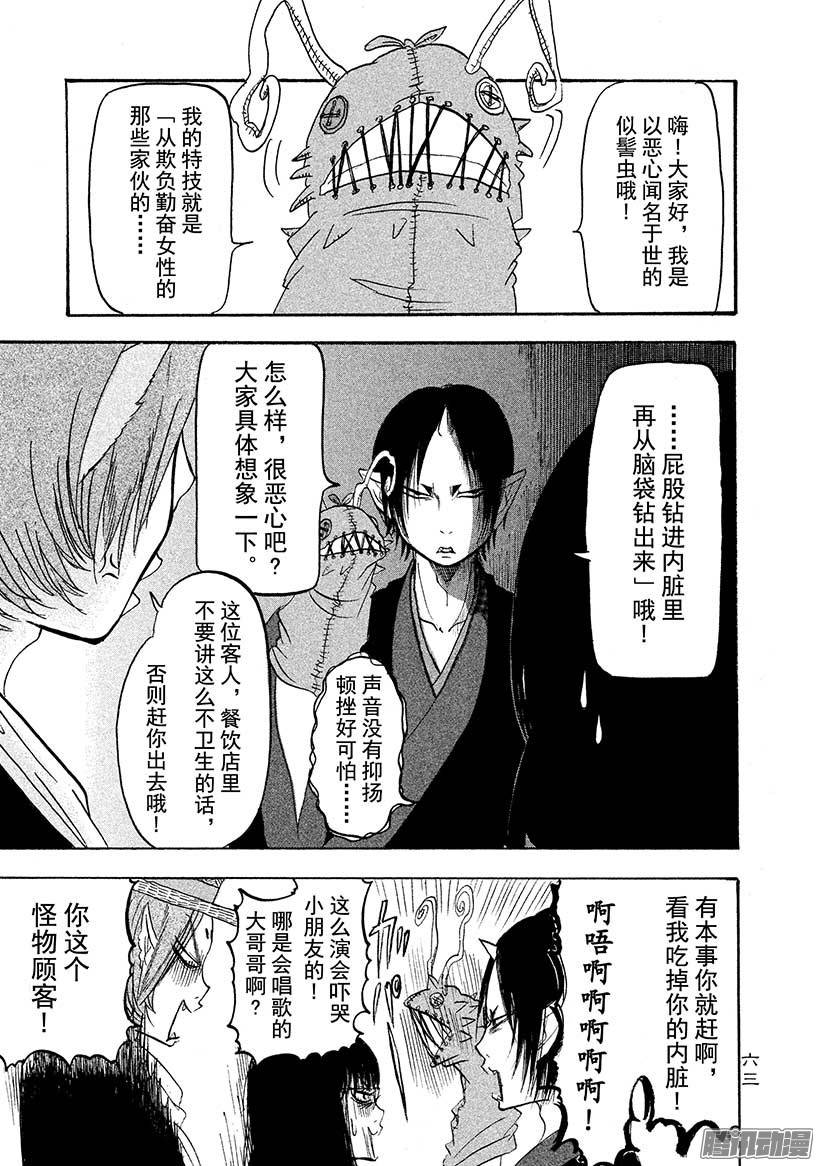 嗨！大家好，我是
以恶心闻名于世的
似髻虫哦！
我的特技就是
「从欺负勤奋女性的
那些家伙的……
……屁股钻进内脏里
再从脑袋钻出来」哦！
怎么样，很恶心吧？
大家具体想象一下。
声音没有抑扬
顿挫好可怕……
这位客人，餐饮店里
不要讲这么不卫生的话，
否则赶你出去哦！
有本事你就赶啊，
看我吃掉你的内脏！
啊唔啊啊啊啊啊！
这么演会吓哭
小朋友的！
哪是会唱歌的
大哥哥啊？
你这个
怪物顾客！
六三
腾讯动漫